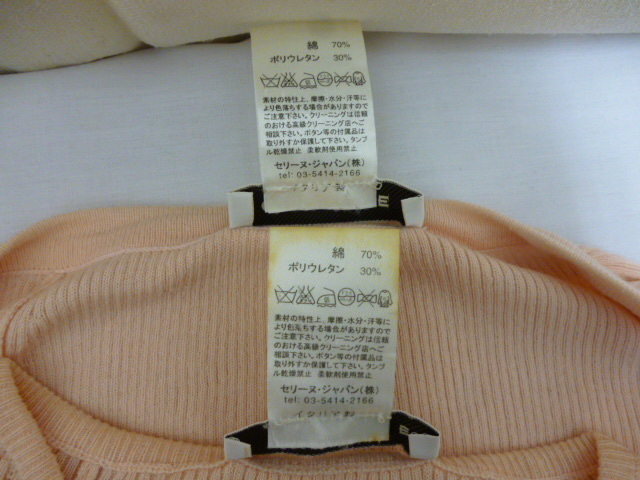 綿 70%
ポリウレタン 30%
素材の特性上、摩擦・水分・汗等に
より色落ちする場合がありますので
ご注意下さい。クリーニングは信頼
のおける高級クリーニング店へご
相談下さい。ボタン等の付属品は
取り外すか保護して下さい。タンブ
ル乾燥禁止 柔軟剤使用禁止
セリーヌ・ジャパン(株)
tel: 03-5414-2166
イタリア製
綿 70%
ポリウレタン 30%
素材の特性上、摩擦・水分・汗等に
より色落ちする場合がありますので
ご注意下さい。クリーニングは信頼
のおける高級クリーニング店へご
相談下さい。ボタン等の付属品は
取り外すか保護して下さい。タンブ
ル乾燥禁止 柔軟剤使用禁止
セリーヌ・ジャパン(株)
tel: 03-5414-2166
イタリア製